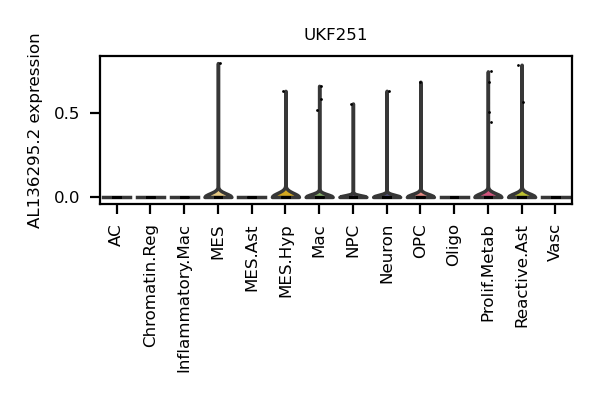 UKF251
AL136295.2 expression
0.5
0.0
AC
Chromatin.Reg
Inflammatory.Mac
MES
MES.Ast
MES.Hyp
Mac
NPC
Neuron
OPC
Oligo
Prolif.Metab
Reactive.Ast
Vasc